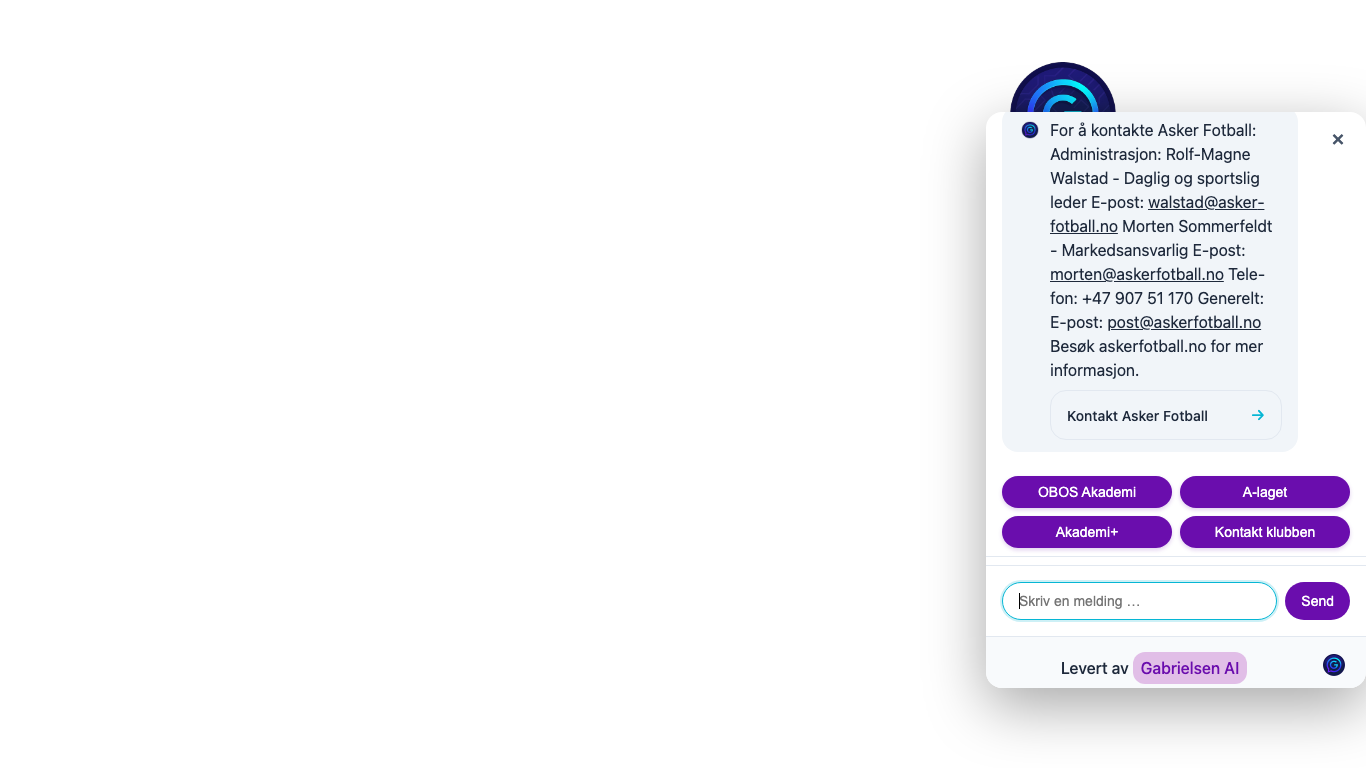 For å kontakte Asker Fotball:
Administrasjon: Rolf-Magne
Walstad - Daglig og sportslig
leder E-post: walstad@asker-
fotball.no Morten Sommerfeldt
- Markedsansvarlig E-post:
morten@askerfotball.no Tele-
fon: +47 907 51 170 Generelt:
E-post: post@askerfotball.no
Besøk askerfotball.no for mer
informasjon.
Kontakt Asker Fotball
OBOS Akademi
A-laget
Akademi+
Kontakt klubben
Skriv en melding ...
Send
Levert av Gabrielsen AI